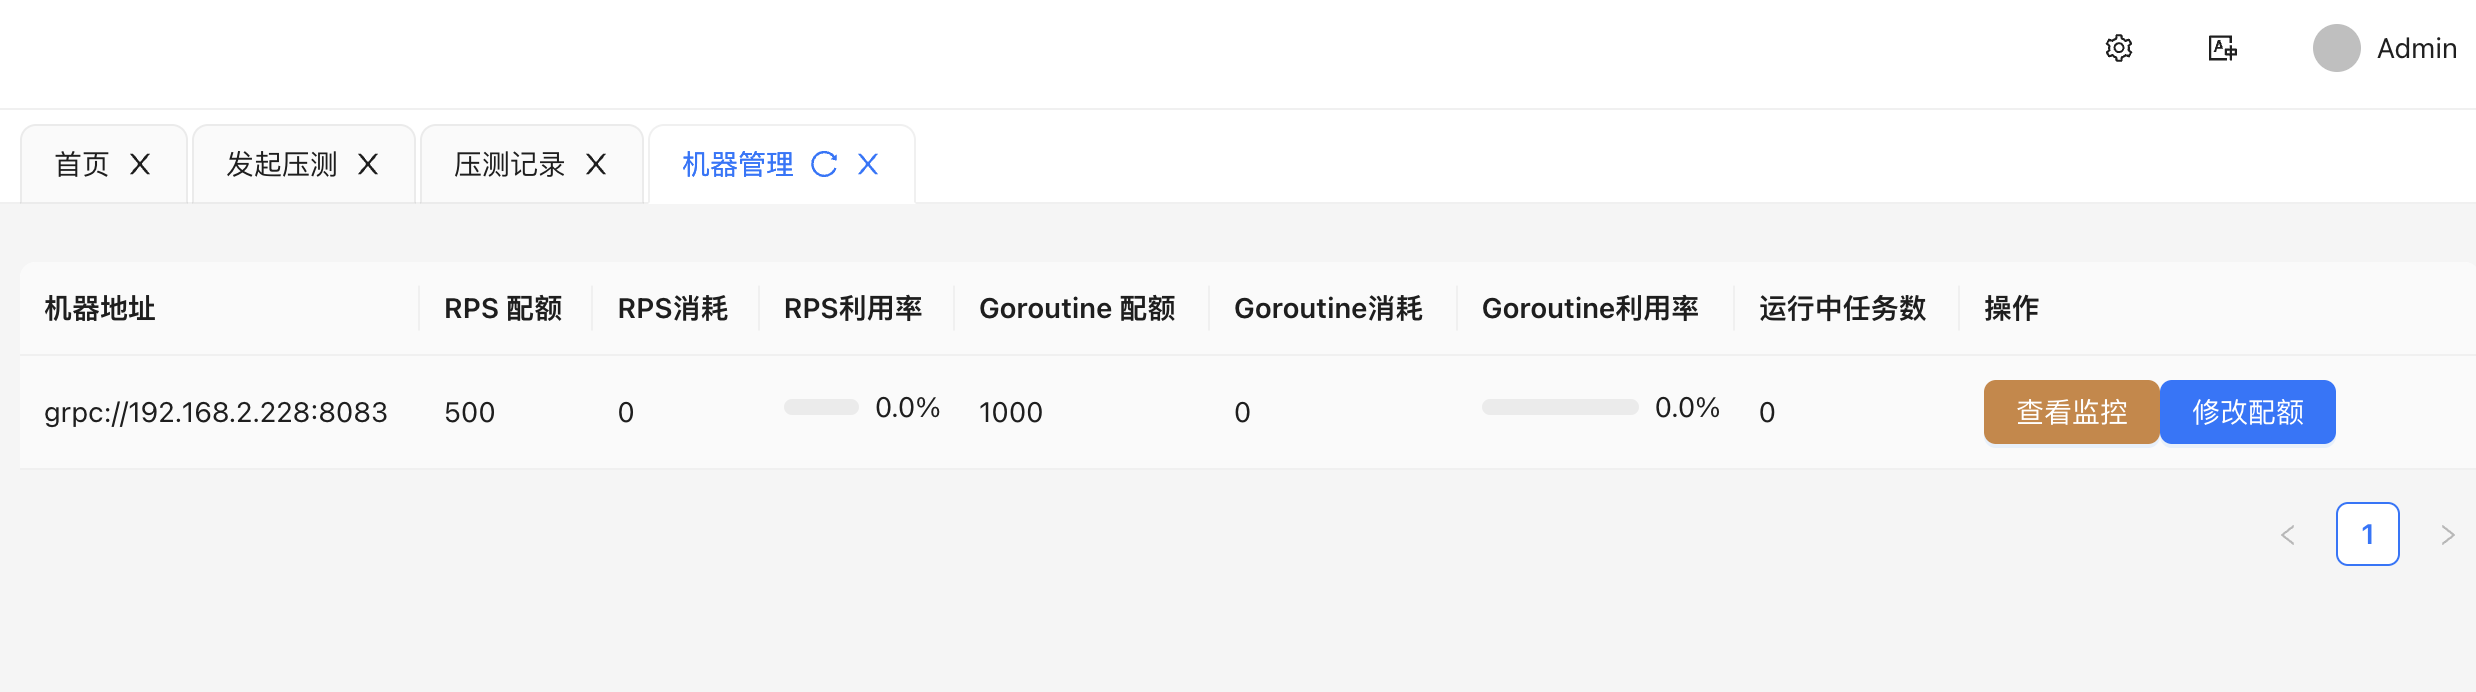 Admin
首页 X 发起压测 X 压测记录 X 机器管理 X
机器地址 RPS 配额 RPS消耗 RPS利用率 Goroutine 配额 Goroutine消耗 Goroutine利用率 运行中任务数 操作
grpc://192.168.2.228:8083 500 0 0.0% 1000 0 0.0% 0 查看监控 修改配额
< 1 >